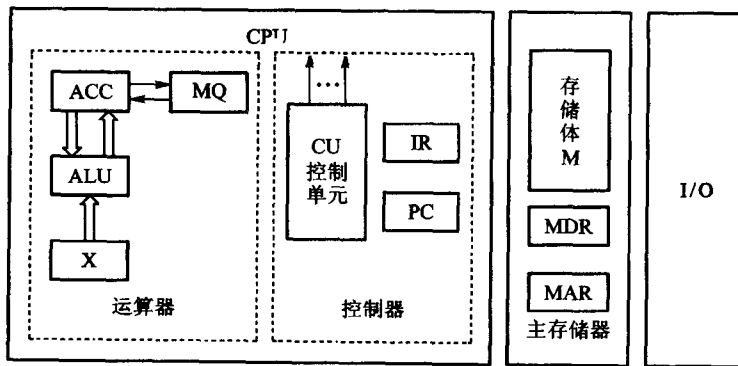 CPU
ACC
MQ
ALU
X
运算器
…
CU
控制
单元
IR
PC
控制器
存
储
体
M
MDR
MAR
主存储器
I/O